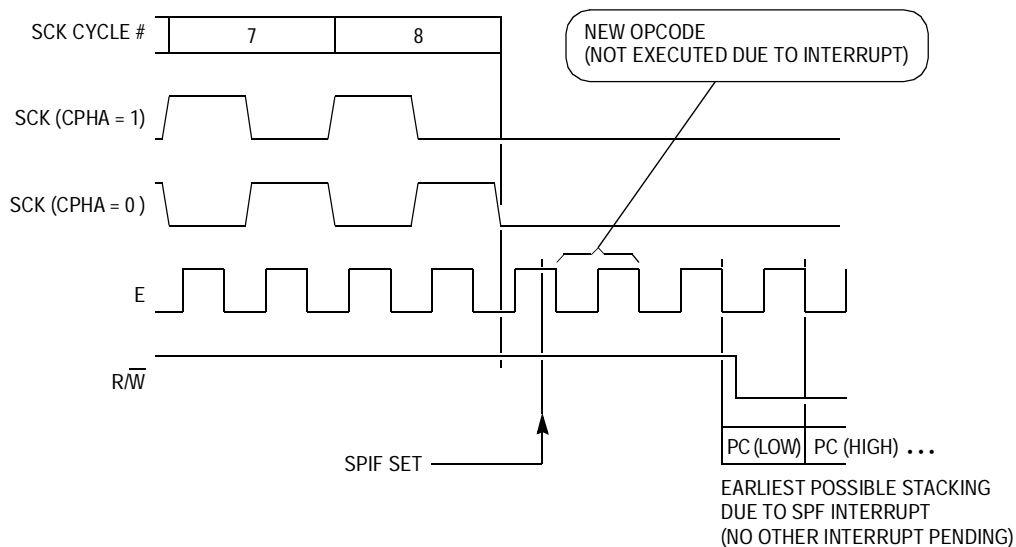 SCK CYCLE #
7
8
NEW OPCODE
(NOT EXECUTED DUE TO INTERRUPT)
SCK (CPHA = 1)
SCK (CPHA = 0 )
E
R/W̅
SPIF SET
PC (LOW)
PC (HIGH) ...
EARLIEST POSSIBLE STACKING
DUE TO SPF INTERRUPT
(NO OTHER INTERRUPT PENDING)